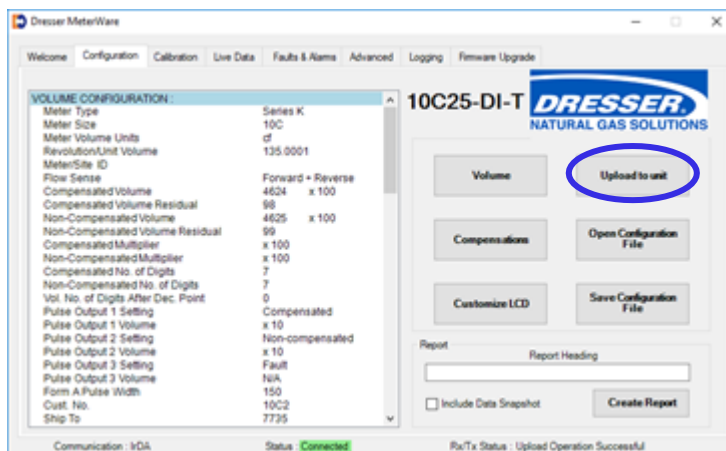 Dresser MeterWare
Welcome Configuration Calibration Live Data Faults & Alarms Advanced Logging Firmware Upgrade
VOLUME CONFIGURATION :
Meter Type Series K
Meter Size 10C
Meter Volume Units cf
Revolution/Unit Volume 135.0001
Meter/Site ID
Flow Sense Forward + Reverse
Compensated Volume 4624 x 100
Compensated Volume Residual 98
Non-Compensated Volume 4625 x 100
Non-Compensated Volume Residual 99
Compensated Multiplier x 100
Non-Compensated Multiplier x 100
Compensated No. of Digits 7
Non-Compensated No. of Digits 7
Vol. No. of Digits After Dec. Point 0
Pulse Output 1 Setting Compensated
Pulse Output 1 Volume x 10
Pulse Output 2 Setting Non-compensated
Pulse Output 2 Volume x 10
Pulse Output 3 Setting Fault
Pulse Output 3 Volume N/A
Form A Pulse Width 150
Cust. No. 10C2
Ship To 7735
10C25-DI-T
DRESSER
NATURAL GAS SOLUTIONS
Volume
Upload to unit
Compensations
Open Configuration
File
Customize LCD
Save Configuration
File
Report
Report Heading
Include Data Snapshot
Create Report
Communication : IrDA Status : Connected Rx/Tx Status : Upload Operation Successful